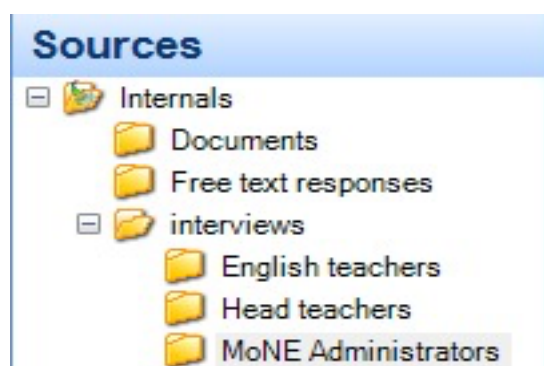 Sources
Internals
Documents
Free text responses
interviews
English teachers
Head teachers
MoNE Administrators